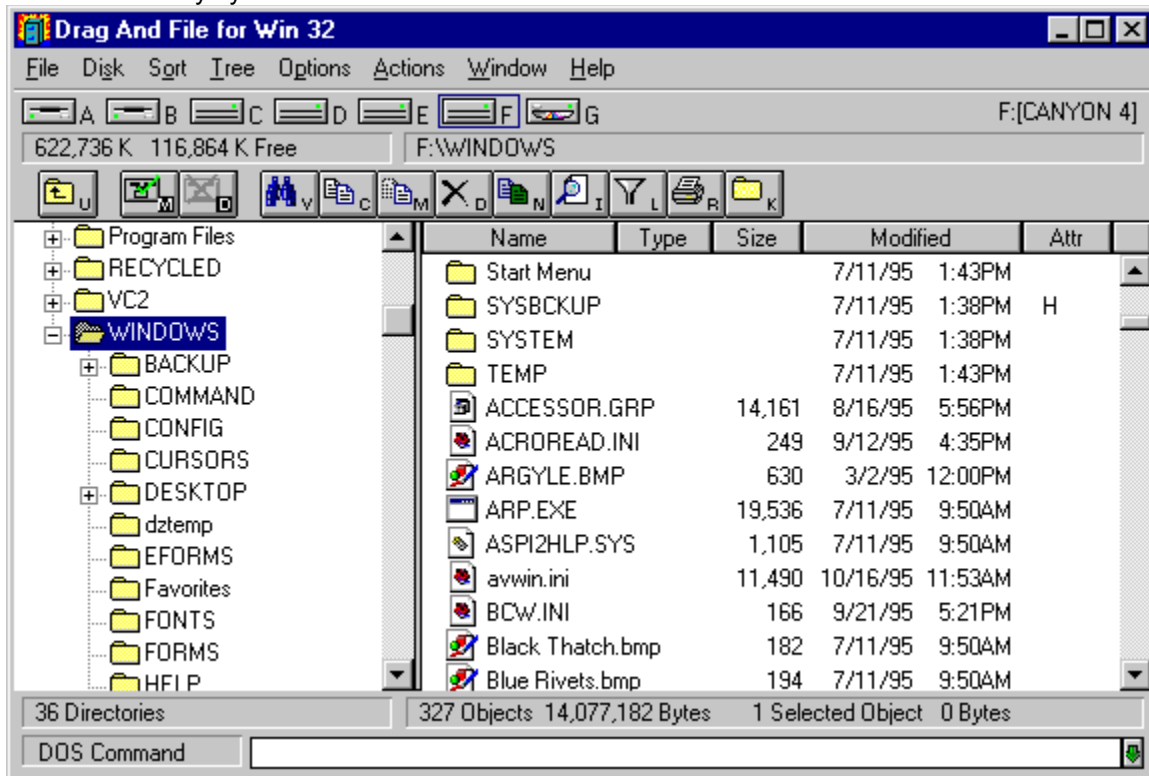 Drag And File for Win 32
File Disk Sort Tree Options Actions Window Help
A B C D E F G F:[CANYON 4]
622,736 K 116,864 K Free F:\WINDOWS
U M D V C M D N I L R K
Name Type Size Modified Attr
Program Files
RECYCLED
VC2
WINDOWS
BACKUP
COMMAND
CONFIG
CURSORS
DESKTOP
dztemp
EFORMS
Favorites
FONTS
FORMS
HELP
Start Menu 7/11/95 1:43PM
SYSBCKUP 7/11/95 1:38PM H
SYSTEM 7/11/95 1:38PM
TEMP 7/11/95 1:43PM
ACCESSOR.GRP 14,161 8/16/95 5:56PM
ACROREAD.INI 249 9/12/95 4:35PM
ARGYLE.BMP 630 3/2/95 12:00PM
ARP.EXE 19,536 7/11/95 9:50AM
ASPI2HLP.SYS 1,105 7/11/95 9:50AM
avwin.ini 11,490 10/16/95 11:53AM
BCW.INI 166 9/21/95 5:21PM
Black Thatch.bmp 182 7/11/95 9:50AM
Blue Rivets.bmp 194 7/11/95 9:50AM
36 Directories 327 Objects 14,077,182 Bytes 1 Selected Object 0 Bytes
DOS Command